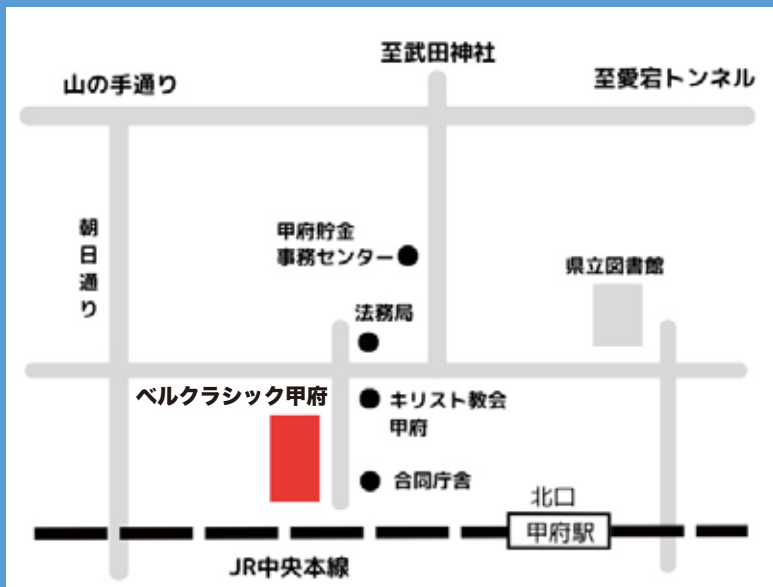 至武田神社
山の手通り
至愛宕トンネル
朝日通り
甲府貯金
事務センター
県立図書館
法務局
ベルクラシック甲府
キリスト教会
甲府
合同庁舎
北口
甲府駅
JR中央本線